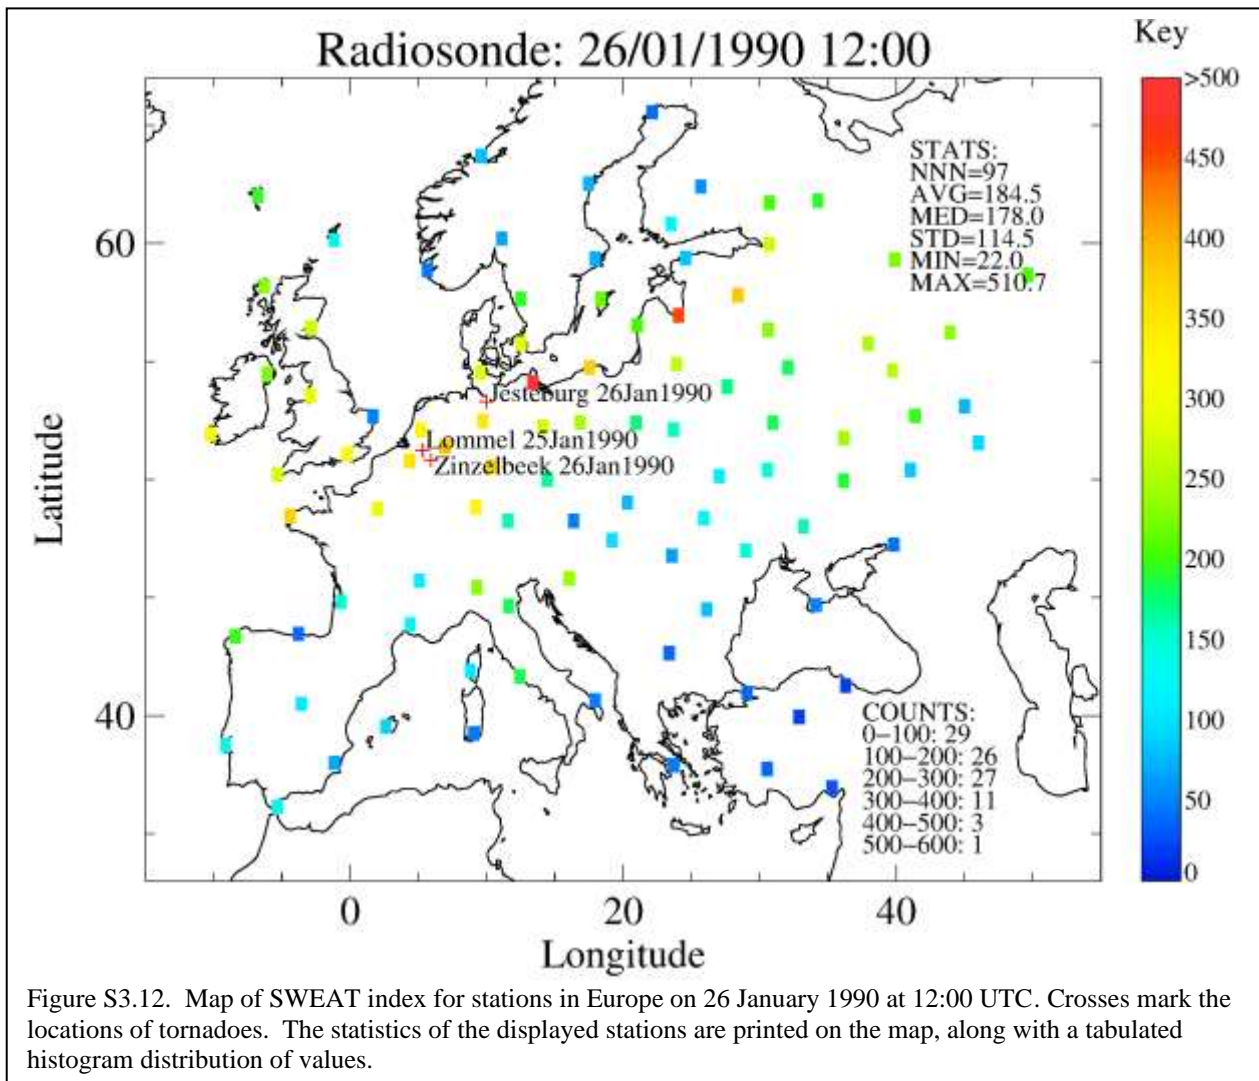 Radiosonde: 26/01/1990 12:00
Key
>500
450
400
350
300
250
200
150
100
50
0
STATS:
NNN=97
AVG=184.5
MED=178.0
STD=114.5
MIN=22.0
MAX=510.7
60
40
Latitude
Jesteburg 26Jan1990
Lommel 25Jan1990
Zinzelbeek 26Jan1990
COUNTS:
0–100: 29
100–200: 26
200–300: 27
300–400: 11
400–500: 3
500–600: 1
0
20
40
Longitude
Figure S3.12. Map of SWEAT index for stations in Europe on 26 January 1990 at 12:00 UTC. Crosses mark the
locations of tornadoes. The statistics of the displayed stations are printed on the map, along with a tabulated
histogram distribution of values.